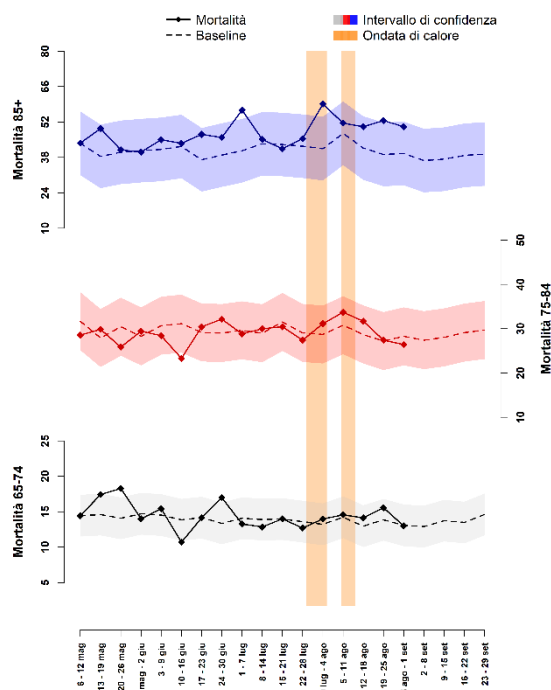 Mortalità
Baseline
Intervallo di confidenza
Ondata di calore
Mortalità 85+
80
66
52
38
24
10
Mortalità 75-84
50
40
30
20
10
Mortalità 65-74
25
20
15
10
5
6 - 12 mag
13 - 19 mag
20 - 26 mag
mag - 2 giu
3 - 9 giu
10 - 16 giu
17 - 23 giu
24 - 30 giu
1 - 7 lug
8 - 14 lug
15 - 21 lug
22 - 28 lug
lug - 4 ago
5 - 11 ago
12 - 18 ago
19 - 25 ago
ago - 1 set
2 - 8 set
9 - 15 set
16 - 22 set
23 - 29 set